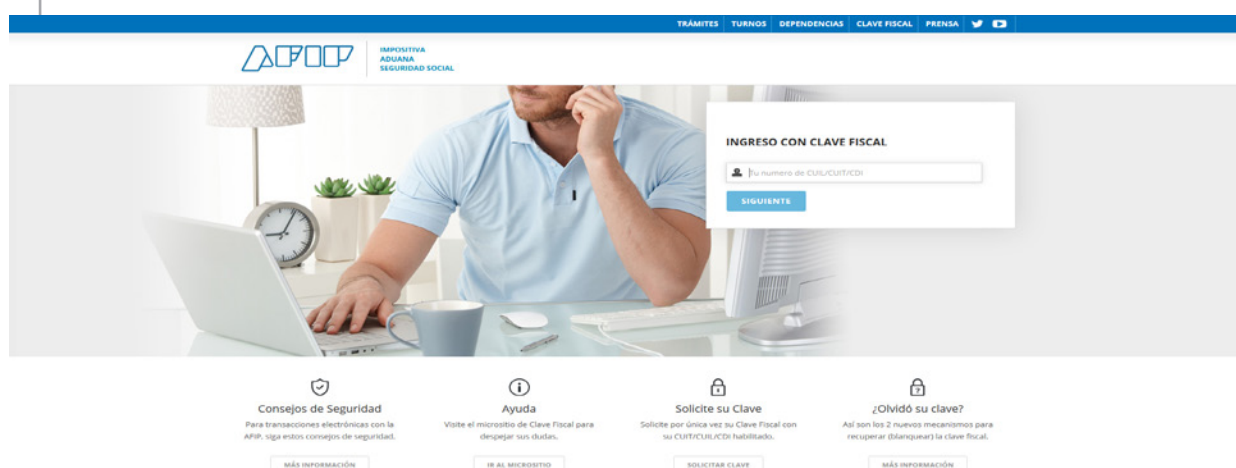 TRÁMITES TURNOS DEPENDENCIAS CLAVE FISCAL PRENSA
AFIP
IMPOSITIVA
ADUANA
SEGURIDAD SOCIAL
INGRESO CON CLAVE FISCAL
Tu numero de CUIL/CUIT/CDI
SIGUIENTE
Consejos de Seguridad
Para transacciones electrónicas con la
AFIP, siga estos consejos de seguridad.
MÁS INFORMACIÓN
Ayuda
Visite el micrositio de Clave Fiscal para
despejar sus dudas.
IR AL MICROSITIO
Solicite su Clave
Solicite por única vez su Clave Fiscal con
su CUIT/CUIL/CDI habilitado.
SOLICITAR CLAVE
¿Olvidó su clave?
Así son los 2 nuevos mecanismos para
recuperar (blanquear) la clave fiscal.
MÁS INFORMACIÓN